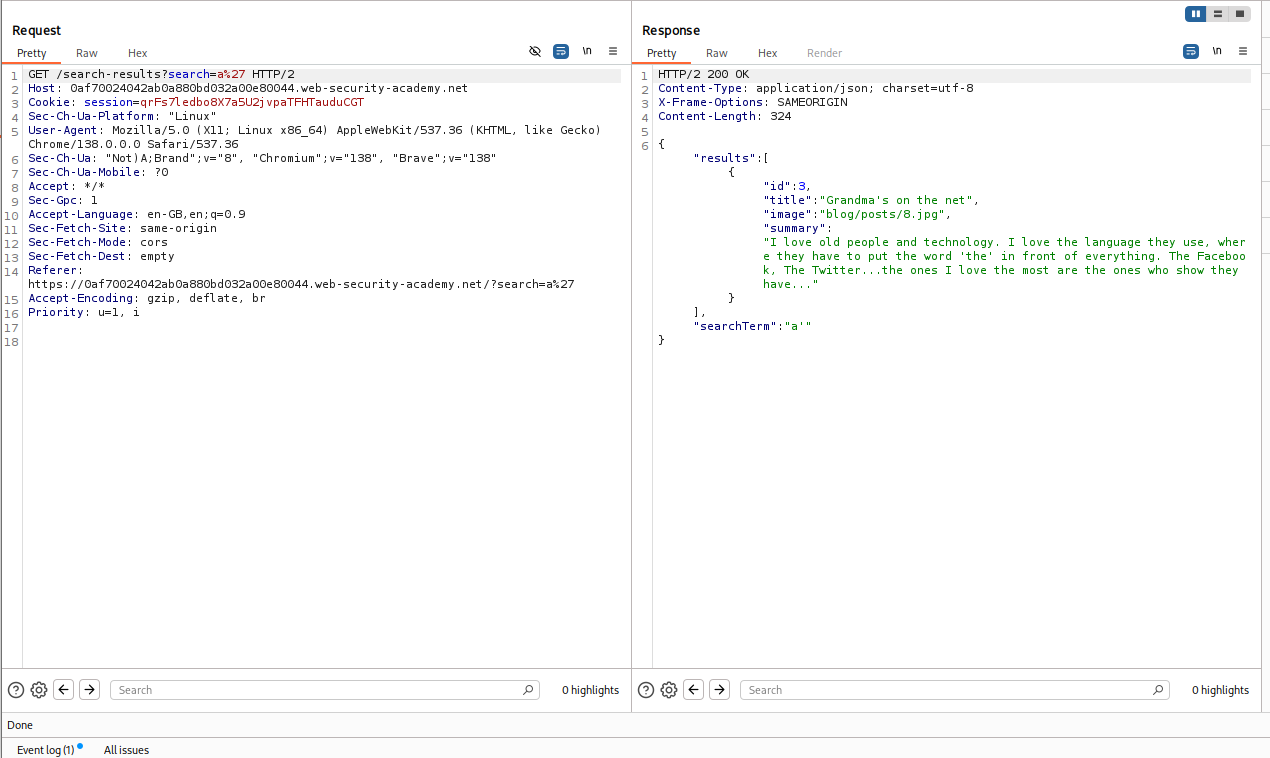 Request
Pretty Raw Hex \n
1 GET /search-results?search=a%27 HTTP/2
2 Host: 0af70024042ab0a880bd032a00e80044.web-security-academy.net
3 Cookie: session=qrFs7ledbo8X7a5U2jvpaTFHTauduCGT
4 Sec-Ch-Ua-Platform: "Linux"
5 User-Agent: Mozilla/5.0 (X11; Linux x86_64) AppleWebKit/537.36 (KHTML, like Gecko)
Chrome/138.0.0.0 Safari/537.36
6 Sec-Ch-Ua: "Not)A;Brand";v="8", "Chromium";v="138", "Brave";v="138"
7 Sec-Ch-Ua-Mobile: ?0
8 Accept: */*
9 Sec-Gpc: 1
10 Accept-Language: en-GB,en;q=0.9
11 Sec-Fetch-Site: same-origin
12 Sec-Fetch-Mode: cors
13 Sec-Fetch-Dest: empty
14 Referer:
https://0af70024042ab0a880bd032a00e80044.web-security-academy.net/?search=a%27
15 Accept-Encoding: gzip, deflate, br
16 Priority: u=1, i
17
18
Search 0 highlights
Response
Pretty Raw Hex Render \n
1 HTTP/2 200 OK
2 Content-Type: application/json; charset=utf-8
3 X-Frame-Options: SAMEORIGIN
4 Content-Length: 324
5
6 {
"results":[
{
"id":3,
"title":"Grandma's on the net",
"image":"blog/posts/8.jpg",
"summary":
"I love old people and technology. I love the language they use, wher
e they have to put the word 'the' in front of everything. The Faceboo
k, The Twitter...the ones I love the most are the ones who show they
have..."
}
],
"searchTerm":"a'"
}
Search 0 highlights
Done
Event log (1) All issues